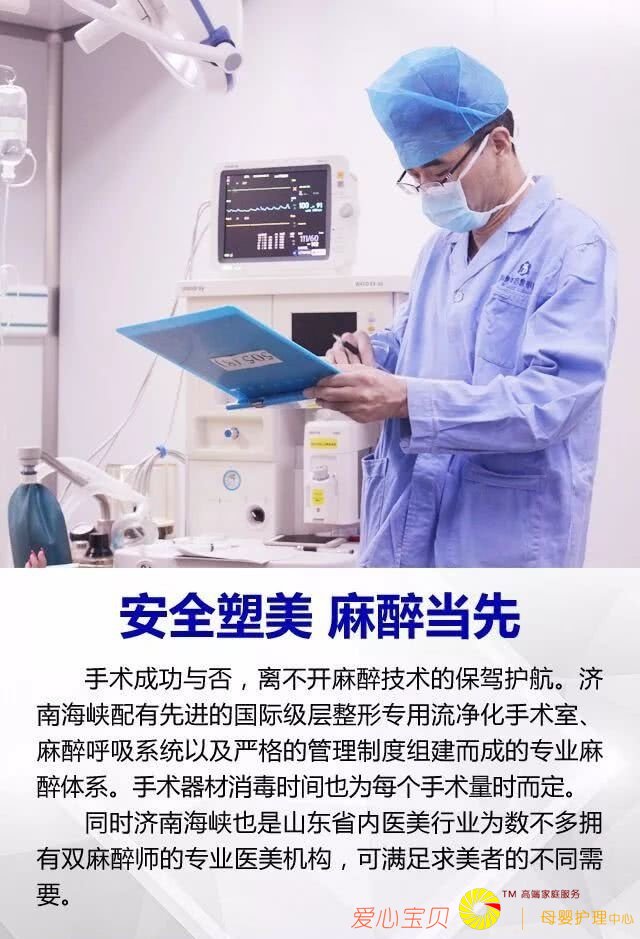 mindray
100
91
111/60
505(大)
安全塑美 麻醉当先
手术成功与否，离不开麻醉技术的保驾护航。济
南海峡配有先进的国际级层整形专用流净化手术室、
麻醉呼吸系统以及严格的管理制度组建而成的专业麻
醉体系。手术器材消毒时间也为每个手术量时而定。
同时济南海峡也是山东省内医美行业为数不多拥
有双麻醉师的专业医美机构，可满足求美者的不同需
要。
爱心宝贝
TM 高端家庭服务
母婴护理中心